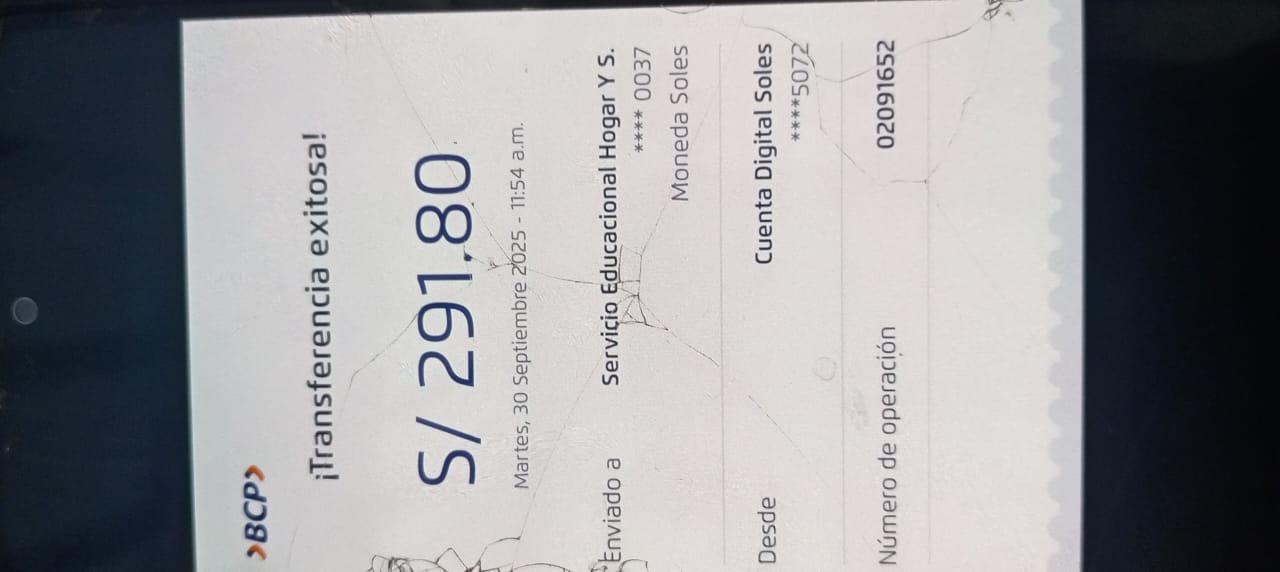 >BCP>
¡Transferencia exitosa!
S/ 291.80
Martes, 30 Septiembre 2025 - 11:54 a.m.
Enviado a Servicio Educacional Hogar Y S.
**** 0037
Moneda Soles
Desde Cuenta Digital Soles
****5072
Número de operación 02091652